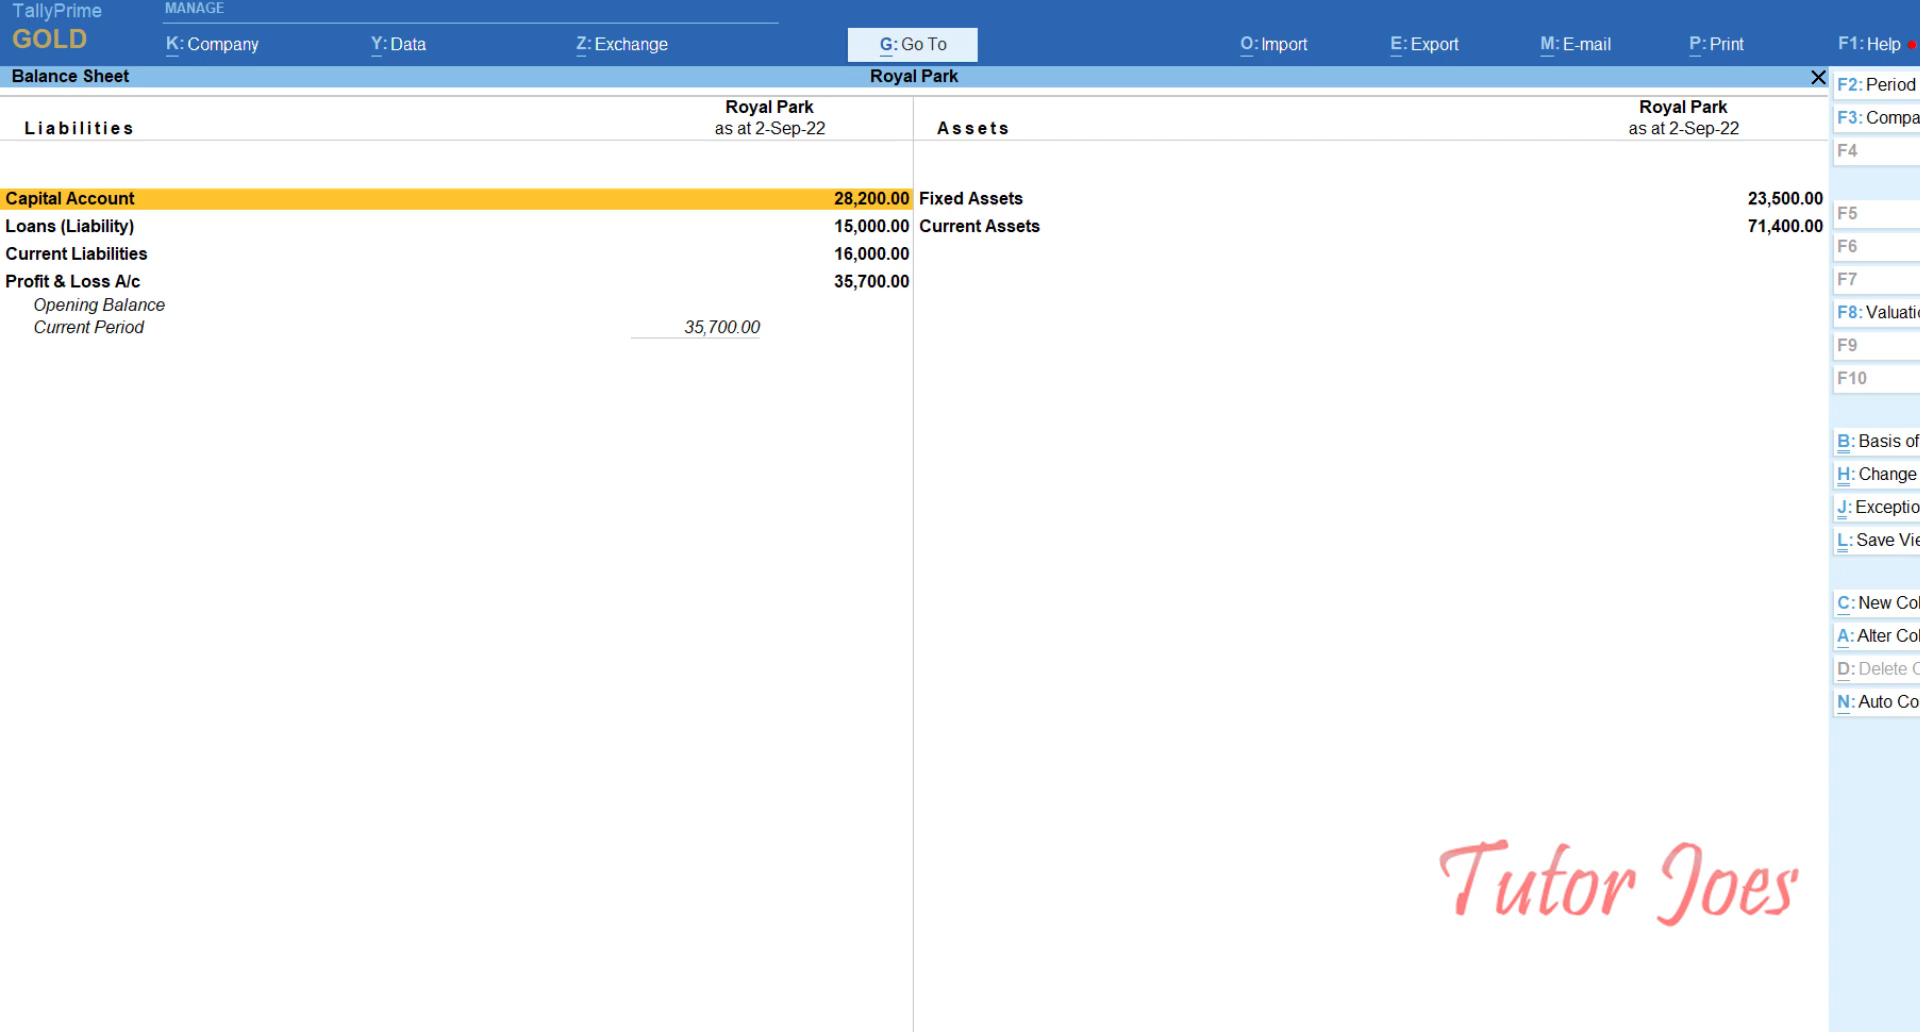 TallyPrime
GOLD
MANAGE
K: Company
Y: Data
Z: Exchange
G: Go To
O: Import
E: Export
M: E-mail
P: Print
F1: Help
Balance Sheet
Royal Park
Liabilities
Royal Park
as at 2-Sep-22
Capital Account 28,200.00
Loans (Liability) 15,000.00
Current Liabilities 16,000.00
Profit & Loss A/c 35,700.00
Opening Balance
Current Period 35,700.00
Assets
Royal Park
as at 2-Sep-22
Fixed Assets 23,500.00
Current Assets 71,400.00
F2: Period
F3: Compa
F4
F5
F6
F7
F8: Valuatio
F9
F10
B: Basis of
H: Change
J: Exceptio
L: Save Vie
C: New Col
A: Alter Col
D: Delete C
N: Auto Co
Tutor Joes